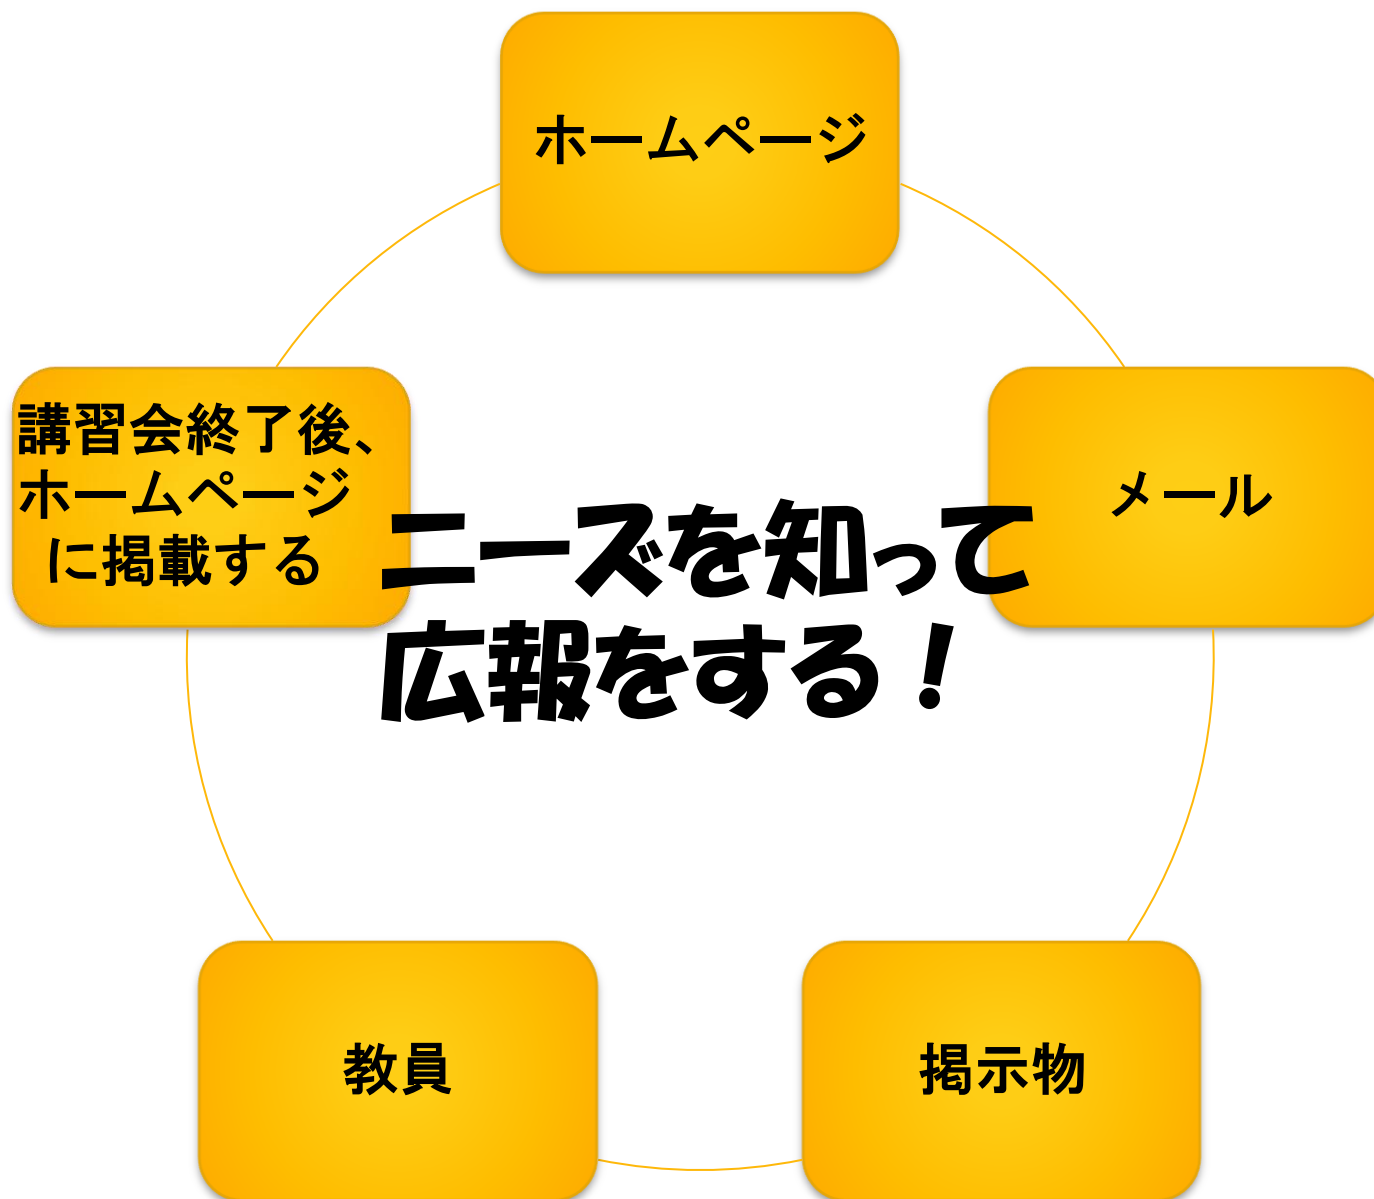 ホームページ
講習会終了後、
ホームページ
に掲載する
メール
ニーズを知って
広報をする！
教員
掲示物